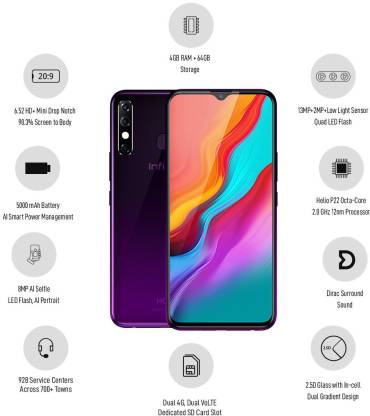 4GB RAM + 64GB
Storage
20:9
6.52 HD+ Mini Drop Notch
90.3% Screen to Body
13MP+2MP+Low Light Sensor
Quad LED Flash
5000 mAh Battery
AI Smart Power Management
Helio P22 Octa-Core
2.0 GHz 12nm Processor
8MP AI Selfie
LED Flash, AI Portrait
Dirac Surround
Sound
928 Service Centers
Across 700+ Towns
2.5D
2.5D Glass with In-cell
Dual Gradient Design
Dual 4G, Dual VoLTE
Dedicated SD Card Slot
Infi